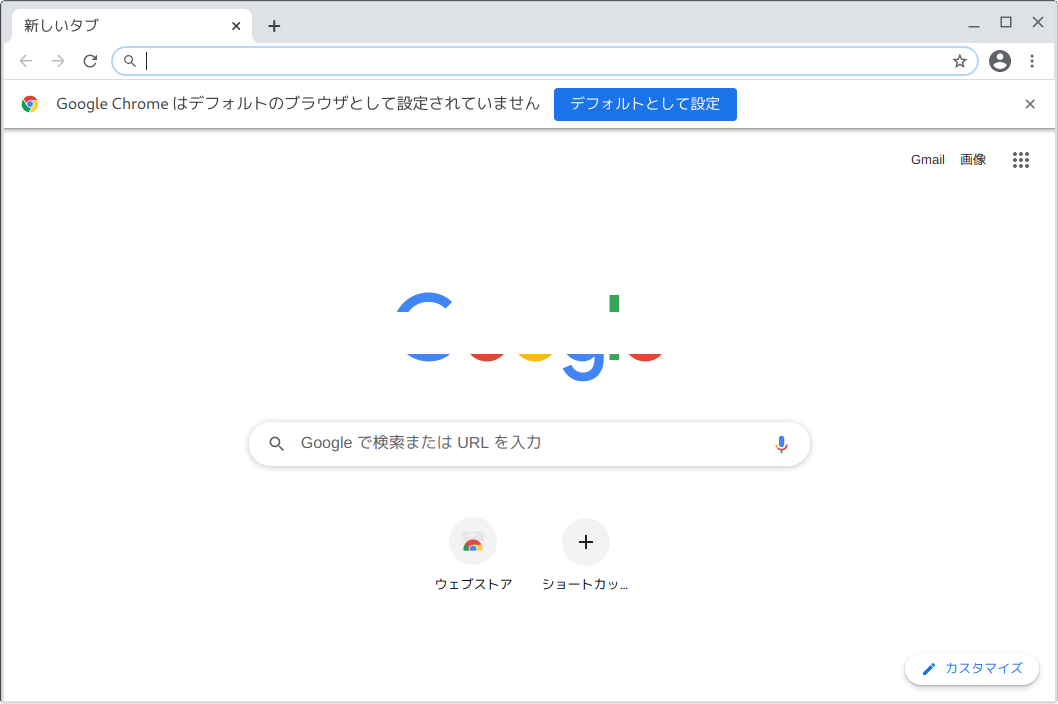 新しいタブ
Google Chrome はデフォルトのブラウザとして設定されていません
デフォルトとして設定
Gmail 画像
Google で検索または URL を入力
ウェブストア
ショートカッ...
カスタマイズ